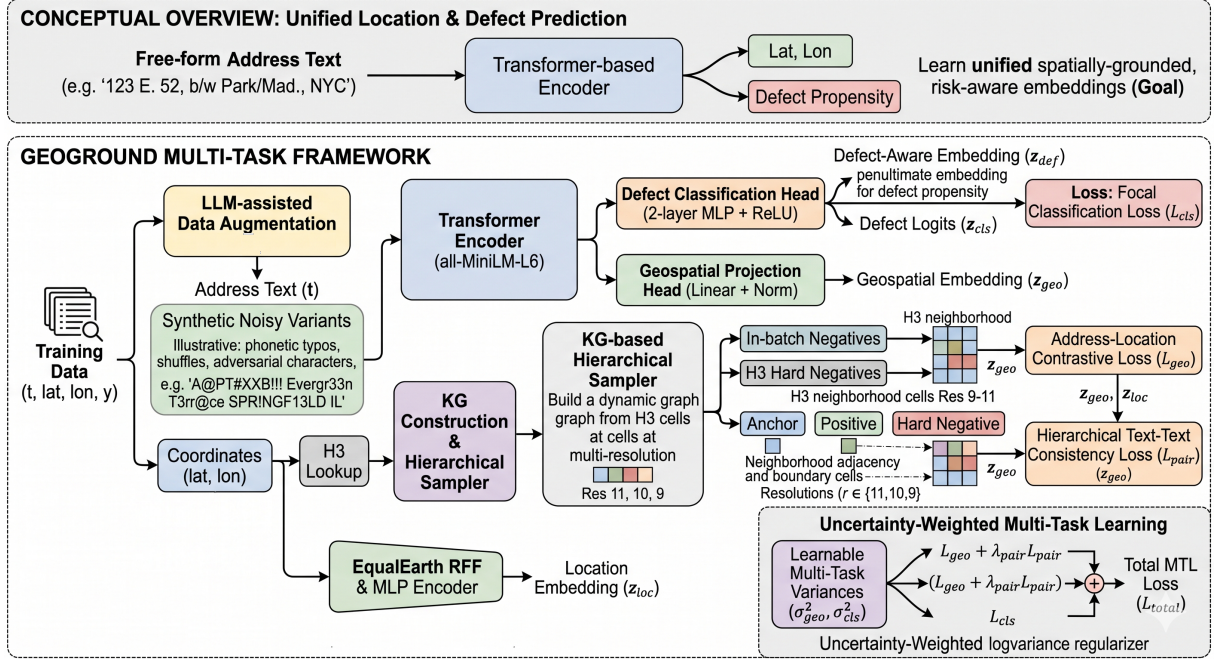 CONCEPTUAL OVERVIEW: Unified Location & Defect Prediction
Free-form Address Text
(e.g. ‘123 E. 52, b/w Park/Mad., NYC’)
Transformer-based
Encoder
Lat, Lon
Defect Propensity
Learn unified spatially-grounded,
risk-aware embeddings (Goal)
GEOGROUND MULTI-TASK FRAMEWORK
Training
Data
(t, lat, lon, y)
LLM-assisted
Data Augmentation
Address Text (t)
Synthetic Noisy Variants
Illustrative: phonetic typos,
shuffles, adversarial characters,
e.g. 'A@PT#XXB!!! Evergr33n
T3rr@ce SPR!NGF13LD IL'
Coordinates
(lat, lon)
H3
Lookup
Transformer
Encoder
(all-MiniLM-L6)
KG
Construction
&
Hierarchical
Sampler
EqualEarth RFF
& MLP Encoder
Location
Embedding (z_loc)
Defect Classification Head
(2-layer MLP + ReLU)
Defect-Aware Embedding (z_def)
penultimate embedding
for defect propensity
Defect Logits (z_cls)
Loss: Focal
Classification Loss (L_cls)
Geospatial Projection
Head (Linear + Norm)
Geospatial Embedding (z_geo)
KG-based
Hierarchical
Sampler
Build a dynamic graph
graph from H3 cells
at cells at
multi-resolution
Res 11, 10, 9
In-batch Negatives
H3 Hard Negatives
H3 neighborhood
z_geo
H3 neighborhood cells Res 9-11
Address-Location
Contrastive Loss (L_geo)
z_geo, z_loc
Anchor
Positive
Hard Negative
Neighborhood adjacency
and boundary cells
Resolutions (r ∈ {11,10,9}
z_geo
Hierarchical Text-Text
Consistency Loss (L_pair)
(z_geo)
Uncertainty-Weighted Multi-Task Learning
Learnable
Multi-Task
Variances
(σ²_geo, σ²_cls)
L_geo + λ_pair L_pair
(L_geo + λ_pair L_pair)
L_cls
+
Total MTL
Loss
(L_total)
Uncertainty-Weighted logvariance regularizer